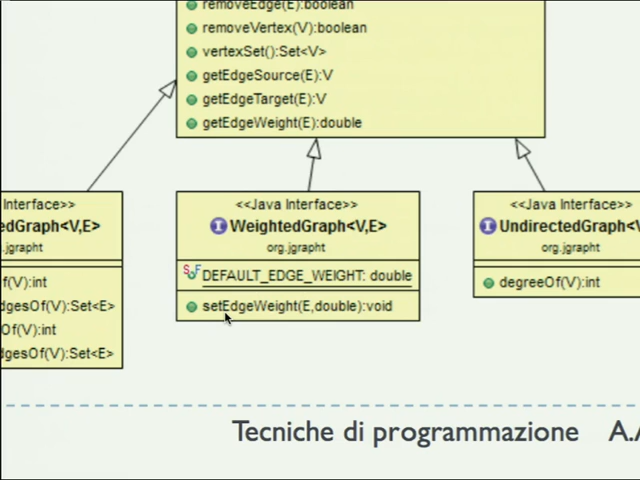 removeEdge(E):boolean
removeVertex(V):boolean
vertexSet():Set<V>
getEdgeSource(E):V
getEdgeTarget(E):V
getEdgeWeight(E):double
Interface>>
edGraph<V,E>
.jgrapht
f(V):int
dgesOf(V):Set<E>
Of(V):int
dgesOf(V):Set<E>
<<Java Interface>>
WeightedGraph<V,E>
org.jgrapht
DEFAULT_EDGE_WEIGHT: double
setEdgeWeight(E,double):void
<<Java Interface>>
UndirectedGraph<V
org.jgrapht
degreeOf(V):int
Tecniche di programmazione A.A